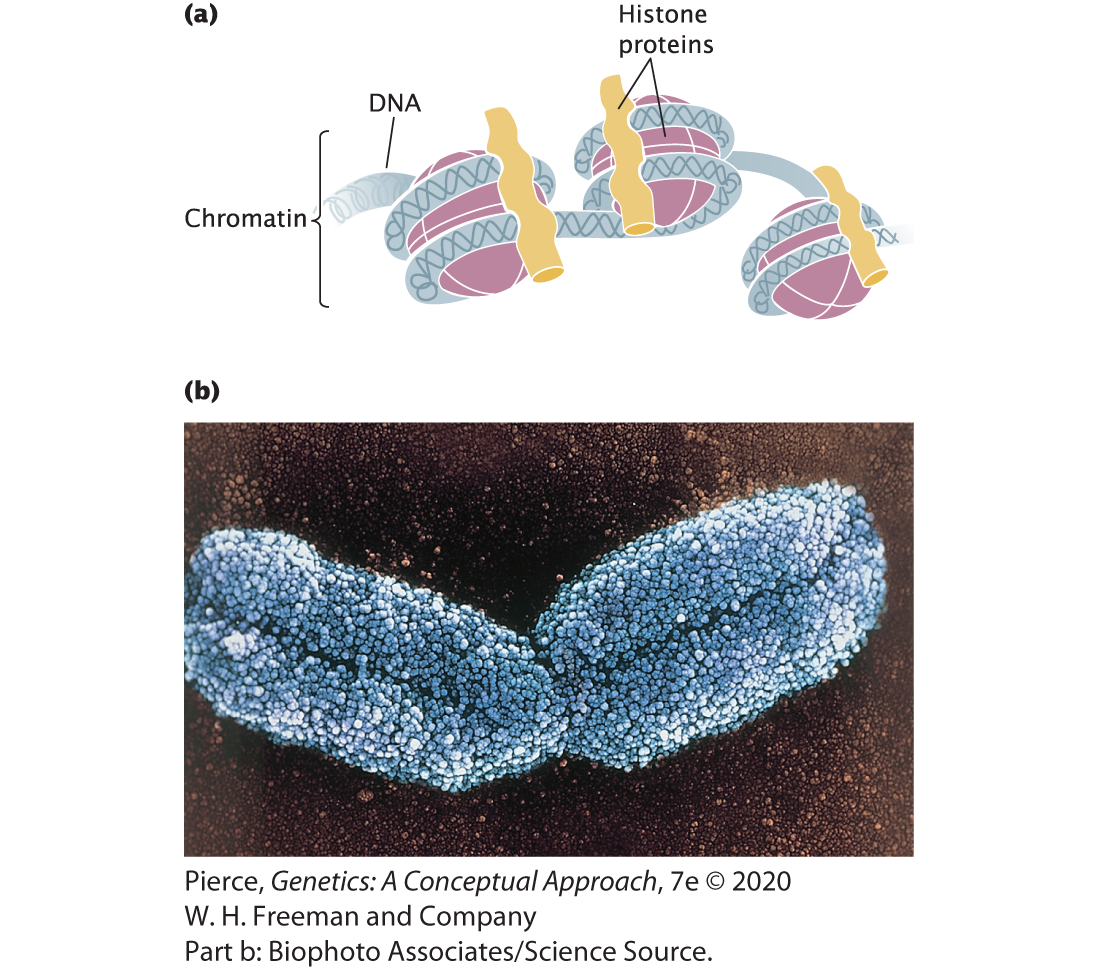 (a)
Histone
proteins
DNA
Chromatin
(b)
Pierce, Genetics: A Conceptual Approach, 7e © 2020
W. H. Freeman and Company
Part b: Biophoto Associates/Science Source.